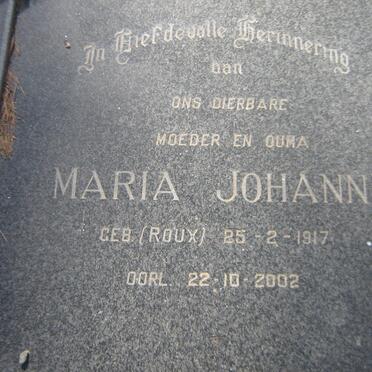 In Liefdevolle Herinnering
aan
ONS DIERBARE
MOEDER EN OUMA
MARIA JOHANN
GEB. (ROUX) 25-2-1917
OORL. 22-10-2002